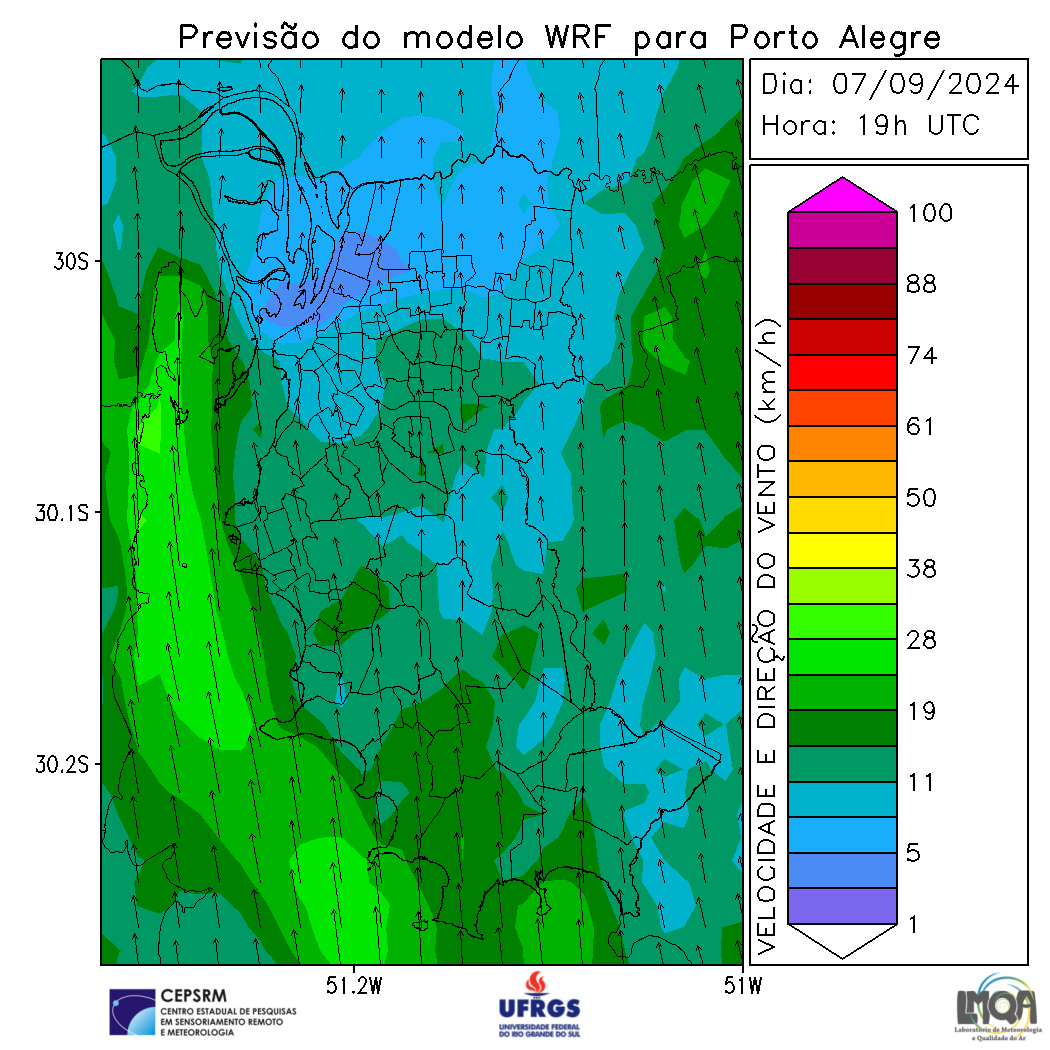 Previsão do modelo WRF para Porto Alegre
Dia: 07/09/2024
Hora: 19h UTC
30S
30.1S
30.2S
51.2W
51W
VELOCIDADE E DIREÇÃO DO VENTO (km/h)
100
88
74
61
50
38
28
19
11
5
1
CEPSRM
CENTRO ESTADUAL DE PESQUISAS
EM SENSORIAMENTO REMOTO
E METEOROLOGIA
UFRGS
UNIVERSIDADE FEDERAL
DO RIO GRANDE DO SUL
LMQA
Laboratório de Meteorologia
e Qualidade do Ar